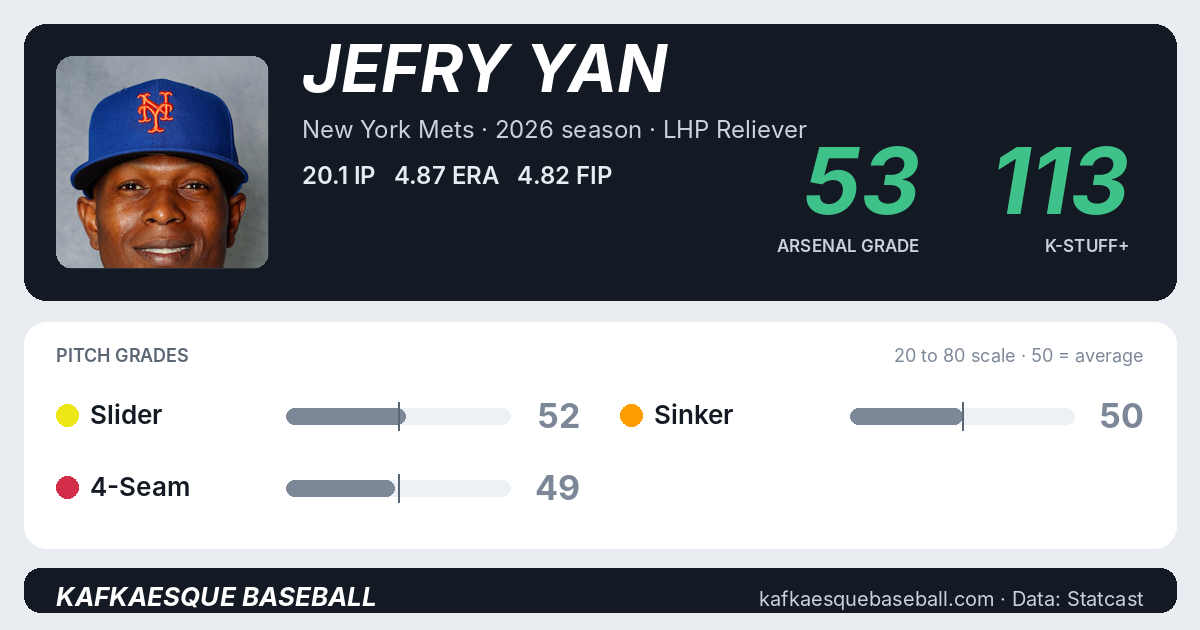 JEFRY YAN
New York Mets · 2026 season · LHP Reliever
20.1 IP 4.87 ERA 4.82 FIP
53 113
ARSENAL GRADE K-STUFF+
NY
PITCH GRADES 20 to 80 scale · 50 = average
Slider 52 Sinker 50
4-Seam 49
KAFKAESQUE BASEBALL kafkaesquebaseball.com · Data: Statcast